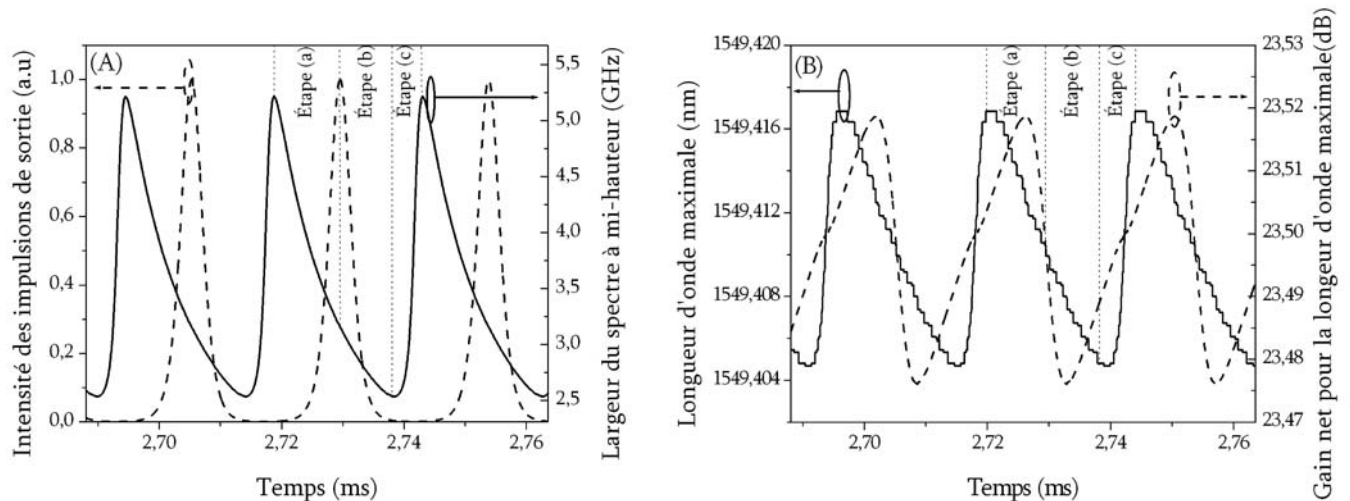 (A)
Étape (a)
Étape (b)
Étape (c)
Intensité des impulsions de sortie (a.u)
1,0
0,8
0,6
0,4
0,2
0,0
2,70
2,72
2,74
2,76
Temps (ms)
5,5
5,0
4,5
4,0
3,5
3,0
2,5
Largeur du spectre à mi-hauteur (GHz)
(B)
Étape (a)
Étape (b)
Étape (c)
Longueur d'onde maximale (nm)
1549,420
1549,416
1549,412
1549,408
1549,404
2,70
2,72
2,74
2,76
Temps (ms)
23,53
23,52
23,51
23,50
23,49
23,48
23,47
Gain net pour la longeur d'onde maximale(dB)